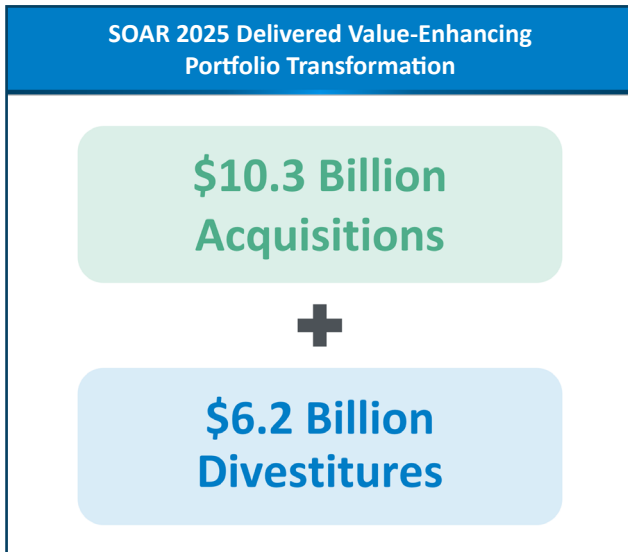 SOAR 2025 Delivered Value-Enhancing
Portfolio Transformation
$10.3 Billion
Acquisitions
+
$6.2 Billion
Divestitures